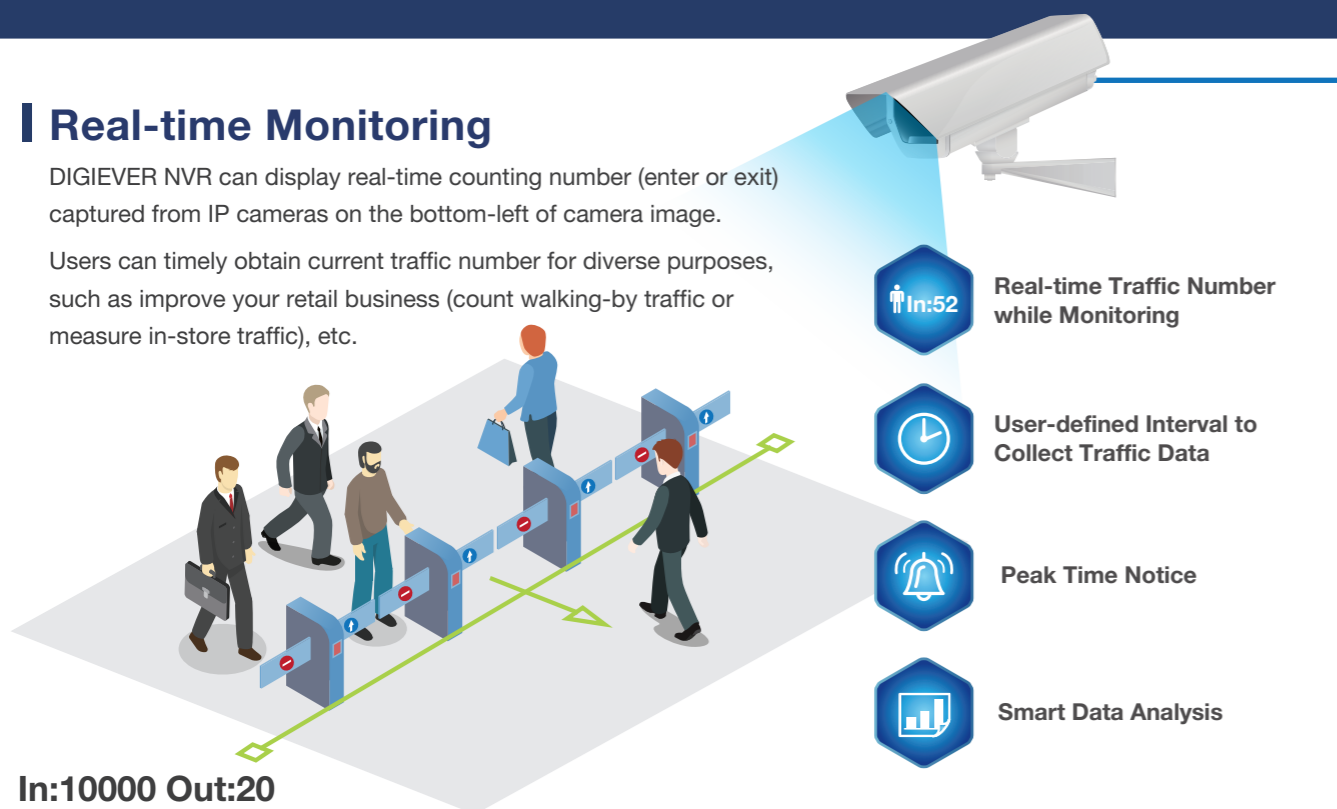 Real-time Monitoring
DIGIEVER NVR can display real-time counting number (enter or exit)
captured from IP cameras on the bottom-left of camera image.
Users can timely obtain current traffic number for diverse purposes,
such as improve your retail business (count walking-by traffic or
measure in-store traffic), etc.
In:52
Real-time Traffic Number
while Monitoring
User-defined Interval to
Collect Traffic Data
Peak Time Notice
Smart Data Analysis
In:10000 Out:20